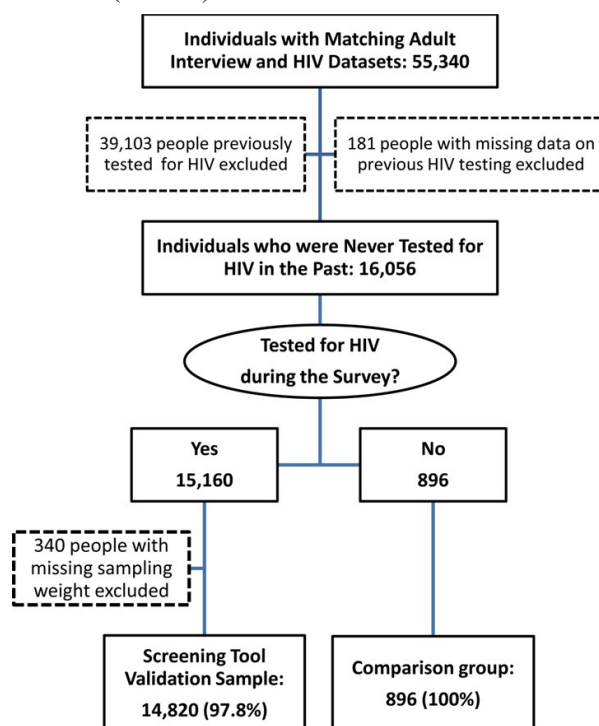 Individuals with Matching Adult
Interview and HIV Datasets: 55,340
39,103 people previously
tested for HIV excluded
181 people with missing data on
previous HIV testing excluded
Individuals who were Never Tested for
HIV in the Past: 16,056
Tested for HIV
during the Survey?
Yes
15,160
No
896
340 people with
missing sampling
weight excluded
Screening Tool
Validation Sample:
14,820 (97.8%)
Comparison group:
896 (100%)